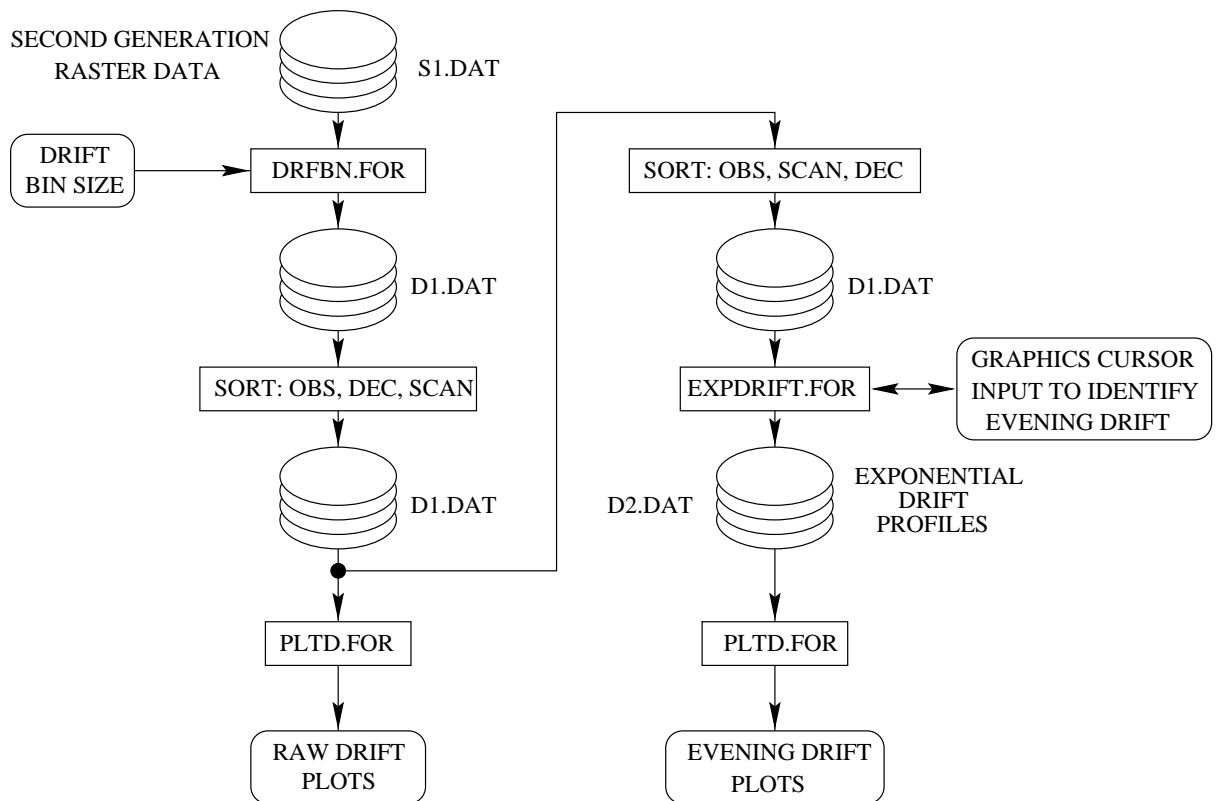 SECOND GENERATION
RASTER DATA
S1.DAT
DRIFT
BIN SIZE
DRFBN.FOR
D1.DAT
SORT: OBS, DEC, SCAN
D1.DAT
PLTD.FOR
RAW DRIFT
PLOTS
SORT: OBS, SCAN, DEC
D1.DAT
EXPDRIFT.FOR
GRAPHICS CURSOR
INPUT TO IDENTIFY
EVENING DRIFT
D2.DAT
EXPONENTIAL
DRIFT
PROFILES
PLTD.FOR
EVENING DRIFT
PLOTS